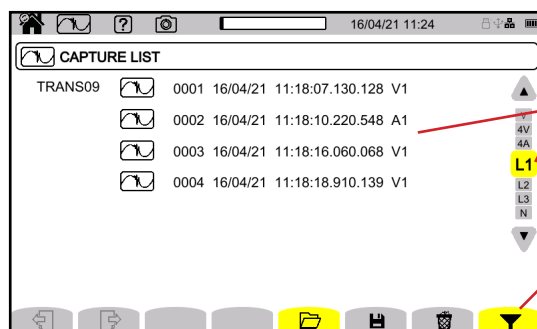 16/04/21 11:24
CAPTURE LIST
TRANS09 0001 16/04/21 11:18:07.130.128 V1
0002 16/04/21 11:18:10.220.548 A1
0003 16/04/21 11:18:16.060.068 V1
0004 16/04/21 11:18:18.910.139 V1
V
4V
4A
L1
L2
L3
N